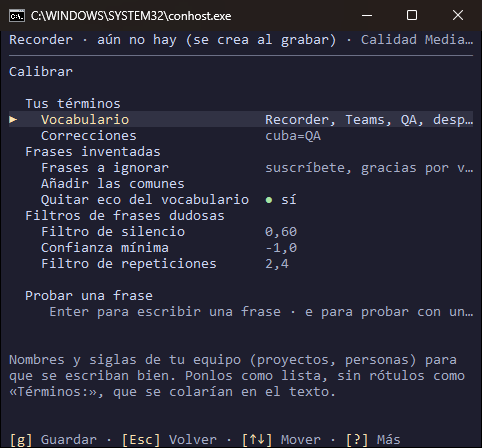 C:\WINDOWS\SYSTEM32\conhost.exe
Recorder · aún no hay (se crea al grabar) · Calidad Media…
Calibrar
Tus términos
► Vocabulario Recorder, Teams, QA, desp…
Correcciones cuba=QA
Frases inventadas
Frases a ignorar suscríbete, gracias por v…
Añadir las comunes
Quitar eco del vocabulario ● sí
Filtros de frases dudosas
Filtro de silencio 0,60
Confianza mínima -1,0
Filtro de repeticiones 2,4
Probar una frase
Enter para escribir una frase · e para probar con un…
Nombres y siglas de tu equipo (proyectos, personas) para
que se escriban bien. Ponlos como lista, sin rótulos como
«Términos:», que se colarían en el texto.
[g] Guardar · [Esc] Volver · [↑↓] Mover · [?] Más